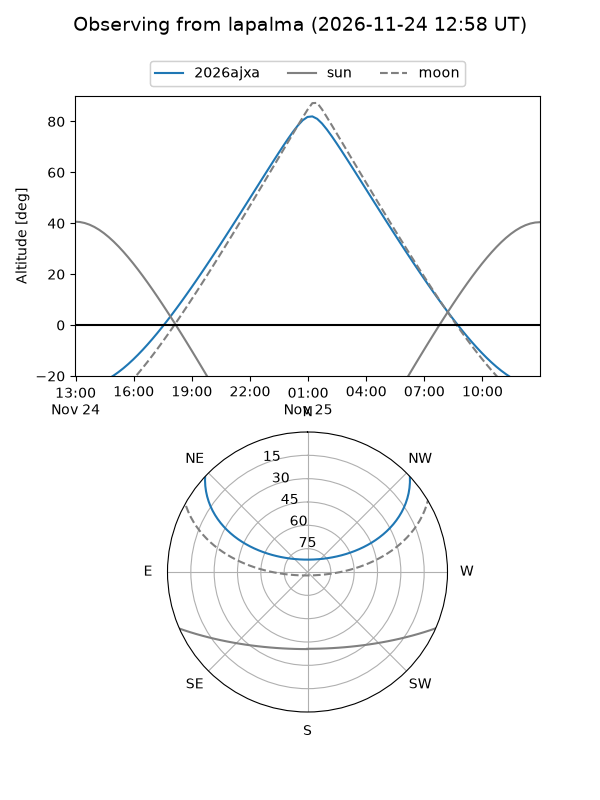 Observing from lapalma (2026-11-24 12:58 UT)
2026ajxa sun moon
Altitude [deg]
80
60
40
20
0
−20
13:00 16:00 19:00 22:00 01:00 04:00 07:00 10:00
Nov 24 Nov 25
N
NE NW
15
30
45
60
75
E W
SE SW
S